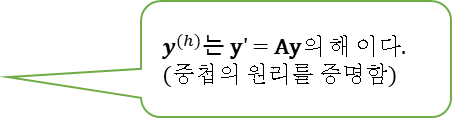 y^(h)는 y' = Ay의 해 이다.
(중첩의 원리를 증명함)